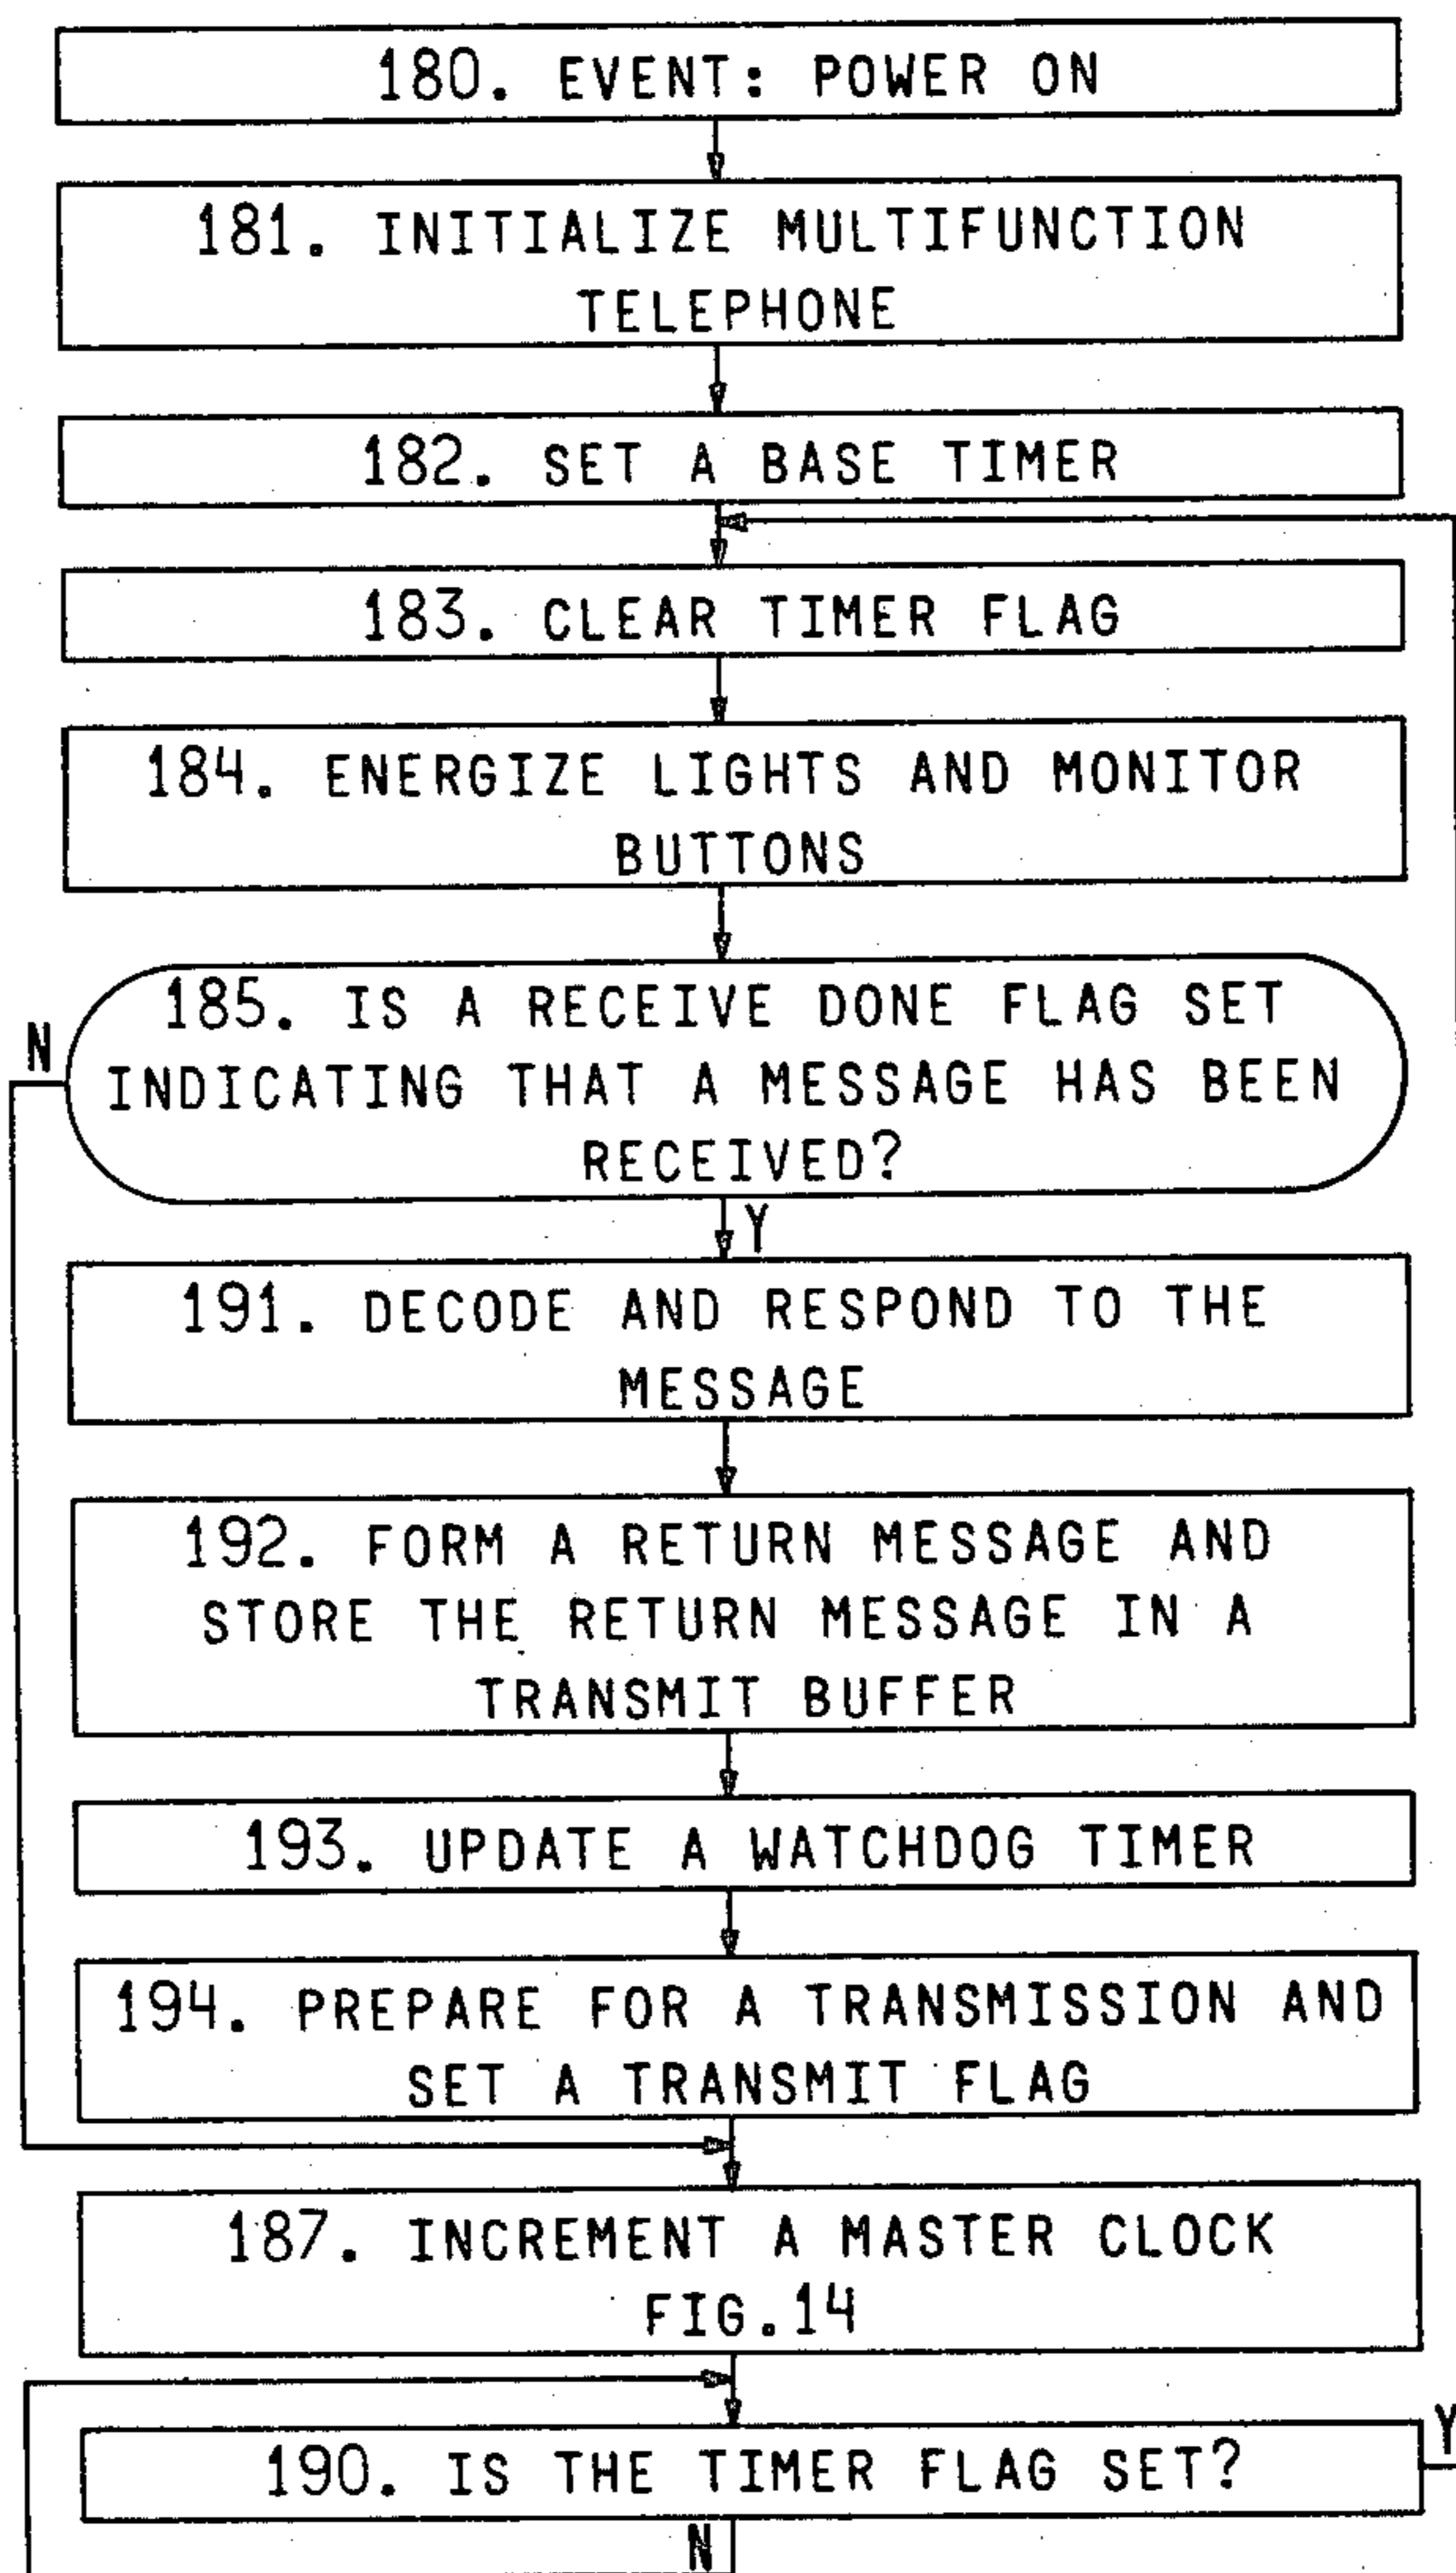 180. EVENT: POWER ON
181. INITIALIZE MULTIFUNCTION
TELEPHONE
182. SET A BASE TIMER
183. CLEAR TIMER FLAG
184. ENERGIZE LIGHTS AND MONITOR
BUTTONS
185. IS A RECEIVE DONE FLAG SET
INDICATING THAT A MESSAGE HAS BEEN
RECEIVED?
N
Y
191. DECODE AND RESPOND TO THE
MESSAGE
192. FORM A RETURN MESSAGE AND
STORE THE RETURN MESSAGE IN A
TRANSMIT BUFFER
193. UPDATE A WATCHDOG TIMER
194. PREPARE FOR A TRANSMISSION AND
SET A TRANSMIT FLAG
187. INCREMENT A MASTER CLOCK
FIG.14
190. IS THE TIMER FLAG SET?
Y
N